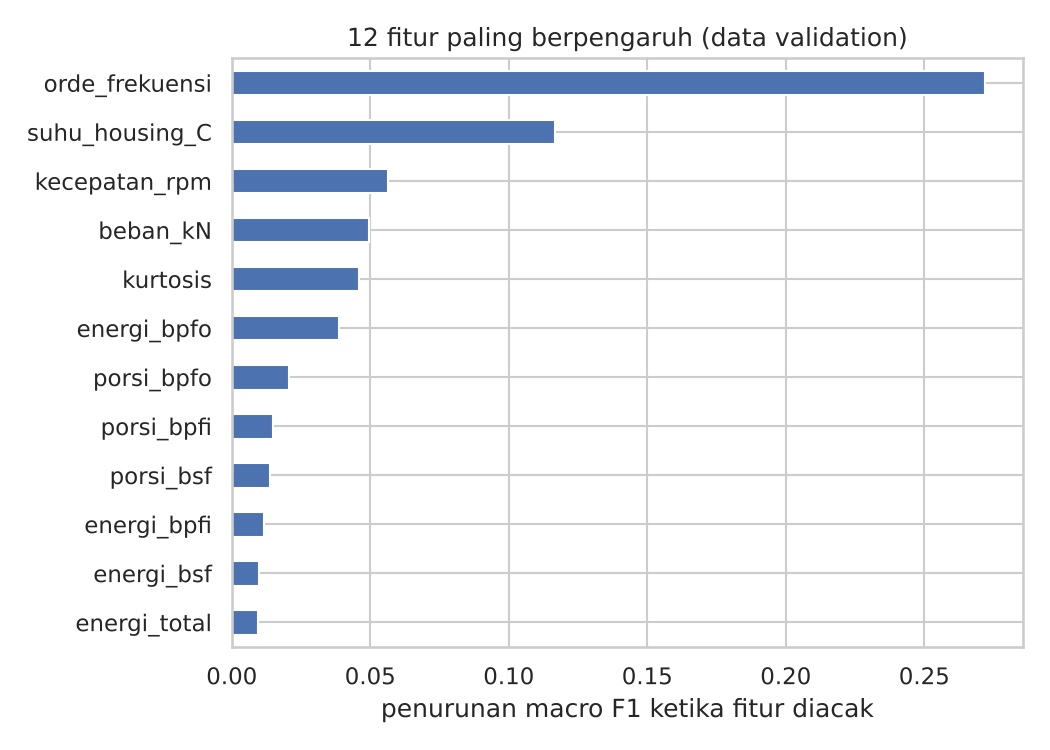 12 fitur paling berpengaruh (data validation)
orde_frekuensi
suhu_housing_C
kecepatan_rpm
beban_kN
kurtosis
energi_bpfo
porsi_bpfo
porsi_bpfi
porsi_bsf
energi_bpfi
energi_bsf
energi_total
0.00 0.05 0.10 0.15 0.20 0.25
penurunan macro F1 ketika fitur diacak